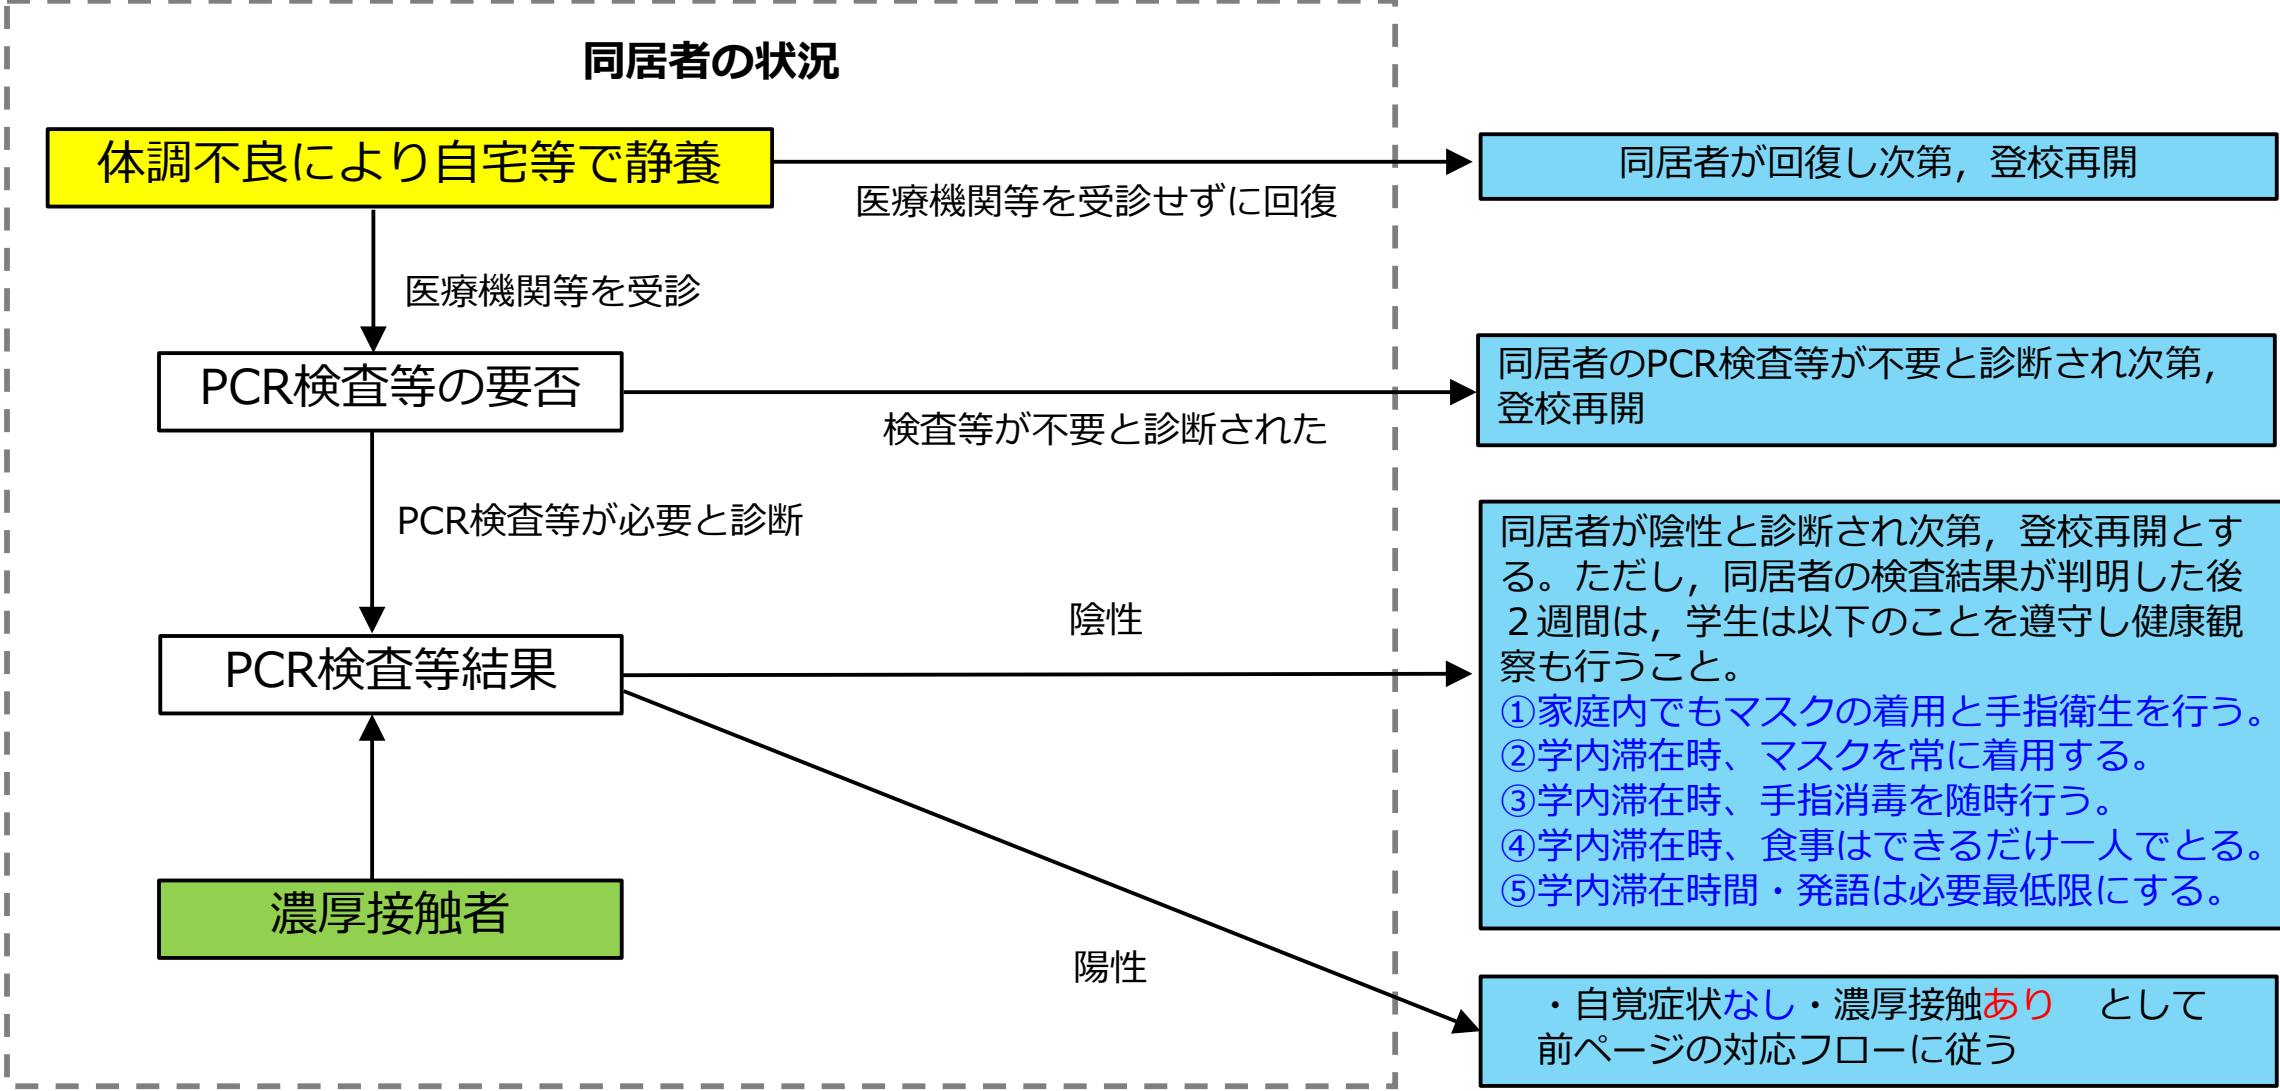 同居者の状況
体調不良により自宅等で静養
医療機関等を受診せずに回復
同居者が回復し次第，登校再開
医療機関等を受診
PCR検査等の要否
検査等が不要と診断された
同居者のPCR検査等が不要と診断され次第，
登校再開
PCR検査等が必要と診断
PCR検査等結果
陰性
同居者が陰性と診断され次第，登校再開とす
る。ただし，同居者の検査結果が判明した後
２週間は，学生は以下のことを遵守し健康観
察も行うこと。
①家庭内でもマスクの着用と手指衛生を行う。
②学内滞在時、マスクを常に着用する。
③学内滞在時、手指消毒を随時行う。
④学内滞在時、食事はできるだけ一人でとる。
⑤学内滞在時間・発語は必要最低限にする。
濃厚接触者
陽性
・自覚症状なし・濃厚接触あり　として
前ページの対応フローに従う